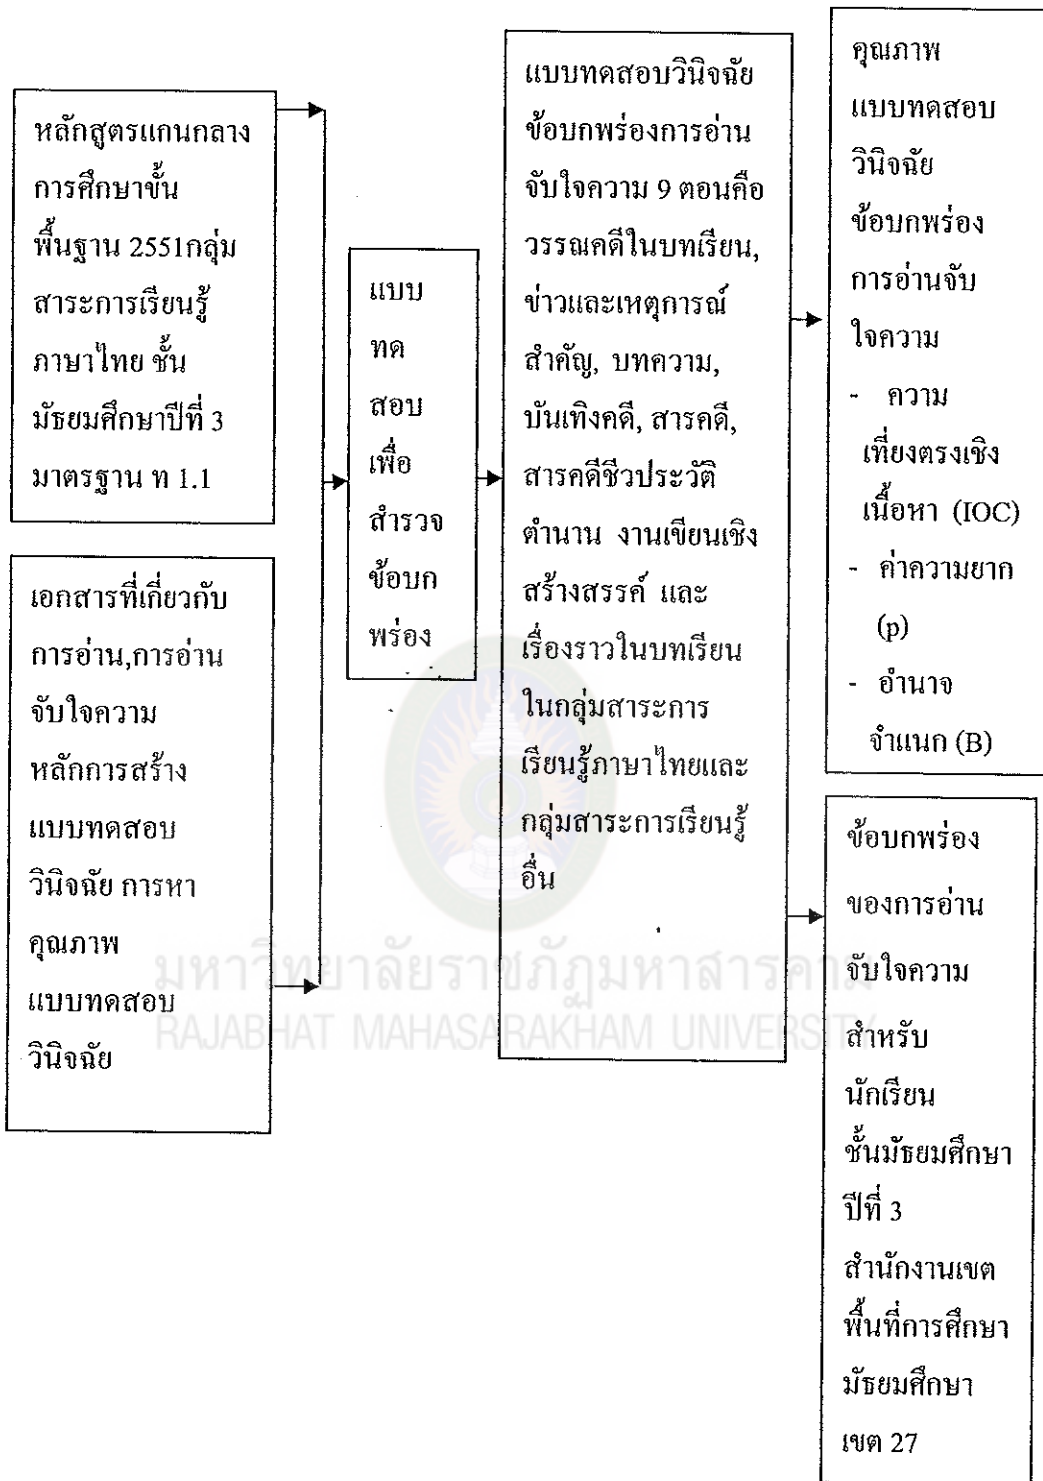 หลักสูตรแกนกลาง
การศึกษาขั้น
พื้นฐาน 2551กลุ่ม
สาระการเรียนรู้
ภาษาไทย ชั้น
มัธยมศึกษาปีที่ 3
มาตรฐาน ท 1.1
เอกสารที่เกี่ยวกับ
การอ่าน,การอ่าน
จับใจความ
หลักการสร้าง
แบบทดสอบ
วินิจฉัย การหา
คุณภาพ
แบบทดสอบ
วินิจฉัย
แบบ
ทด
สอบ
เพื่อ
สำรวจ
ข้อบก
พร่อง
แบบทดสอบวินิจฉัย
ข้อบกพร่องการอ่าน
จับใจความ 9 ตอนคือ
วรรณคดีในบทเรียน,
ข่าวและเหตุการณ์
สำคัญ, บทความ,
บันเทิงคดี, สารคดี,
สารคดีชีวประวัติ
ตำนาน งานเขียนเชิง
สร้างสรรค์ และ
เรื่องราวในบทเรียน
ในกลุ่มสาระการ
เรียนรู้ภาษาไทยและ
กลุ่มสาระการเรียนรู้
อื่น
คุณภาพ
แบบทดสอบ
วินิจฉัย
ข้อบกพร่อง
การอ่านจับ
ใจความ
- ความ
เที่ยงตรงเชิง
เนื้อหา (IOC)
- ค่าความยาก
(p)
- อำนาจ
จำแนก (B)
ข้อบกพร่อง
ของการอ่าน
จับใจความ
สำหรับ
นักเรียน
ชั้นมัธยมศึกษา
ปีที่ 3
สำนักงานเขต
พื้นที่การศึกษา
มัธยมศึกษา
เขต 27
มหาวิทยาลัยราชภัฏมหาสารคาม
RAJABHAT MAHASARAKHAM UNIVERSITY